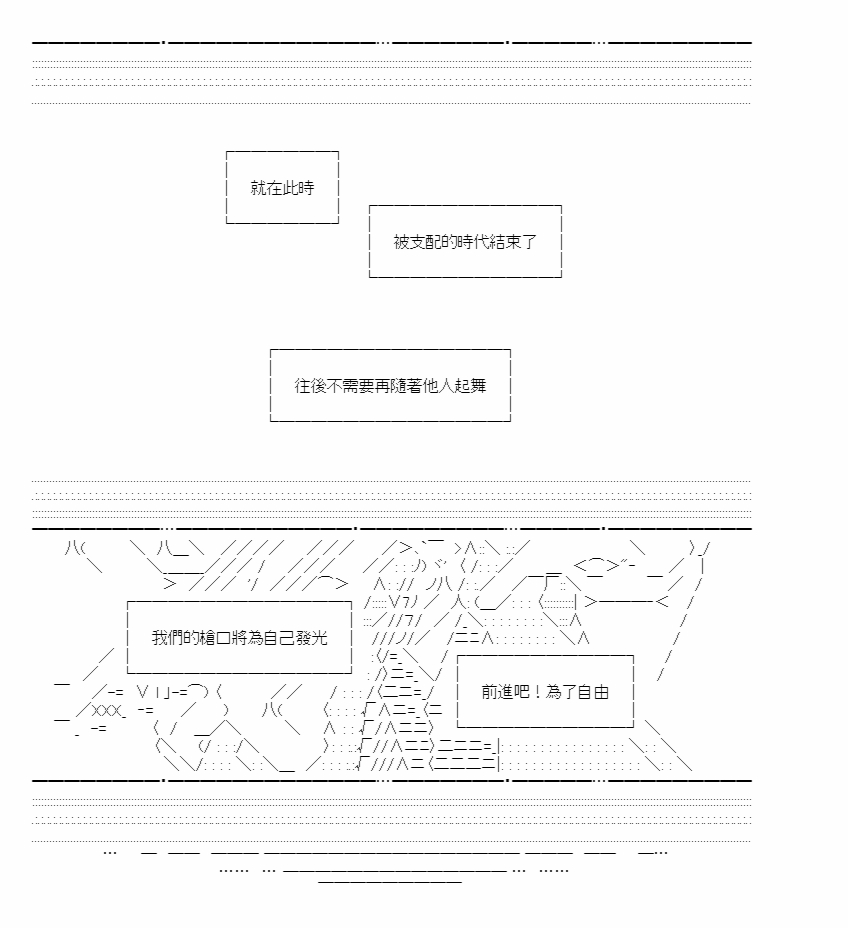 就在此時
被支配的時代結束了
往後不需要再隨著他人起舞
我們的槍口將為自己發光
前進吧！為了自由